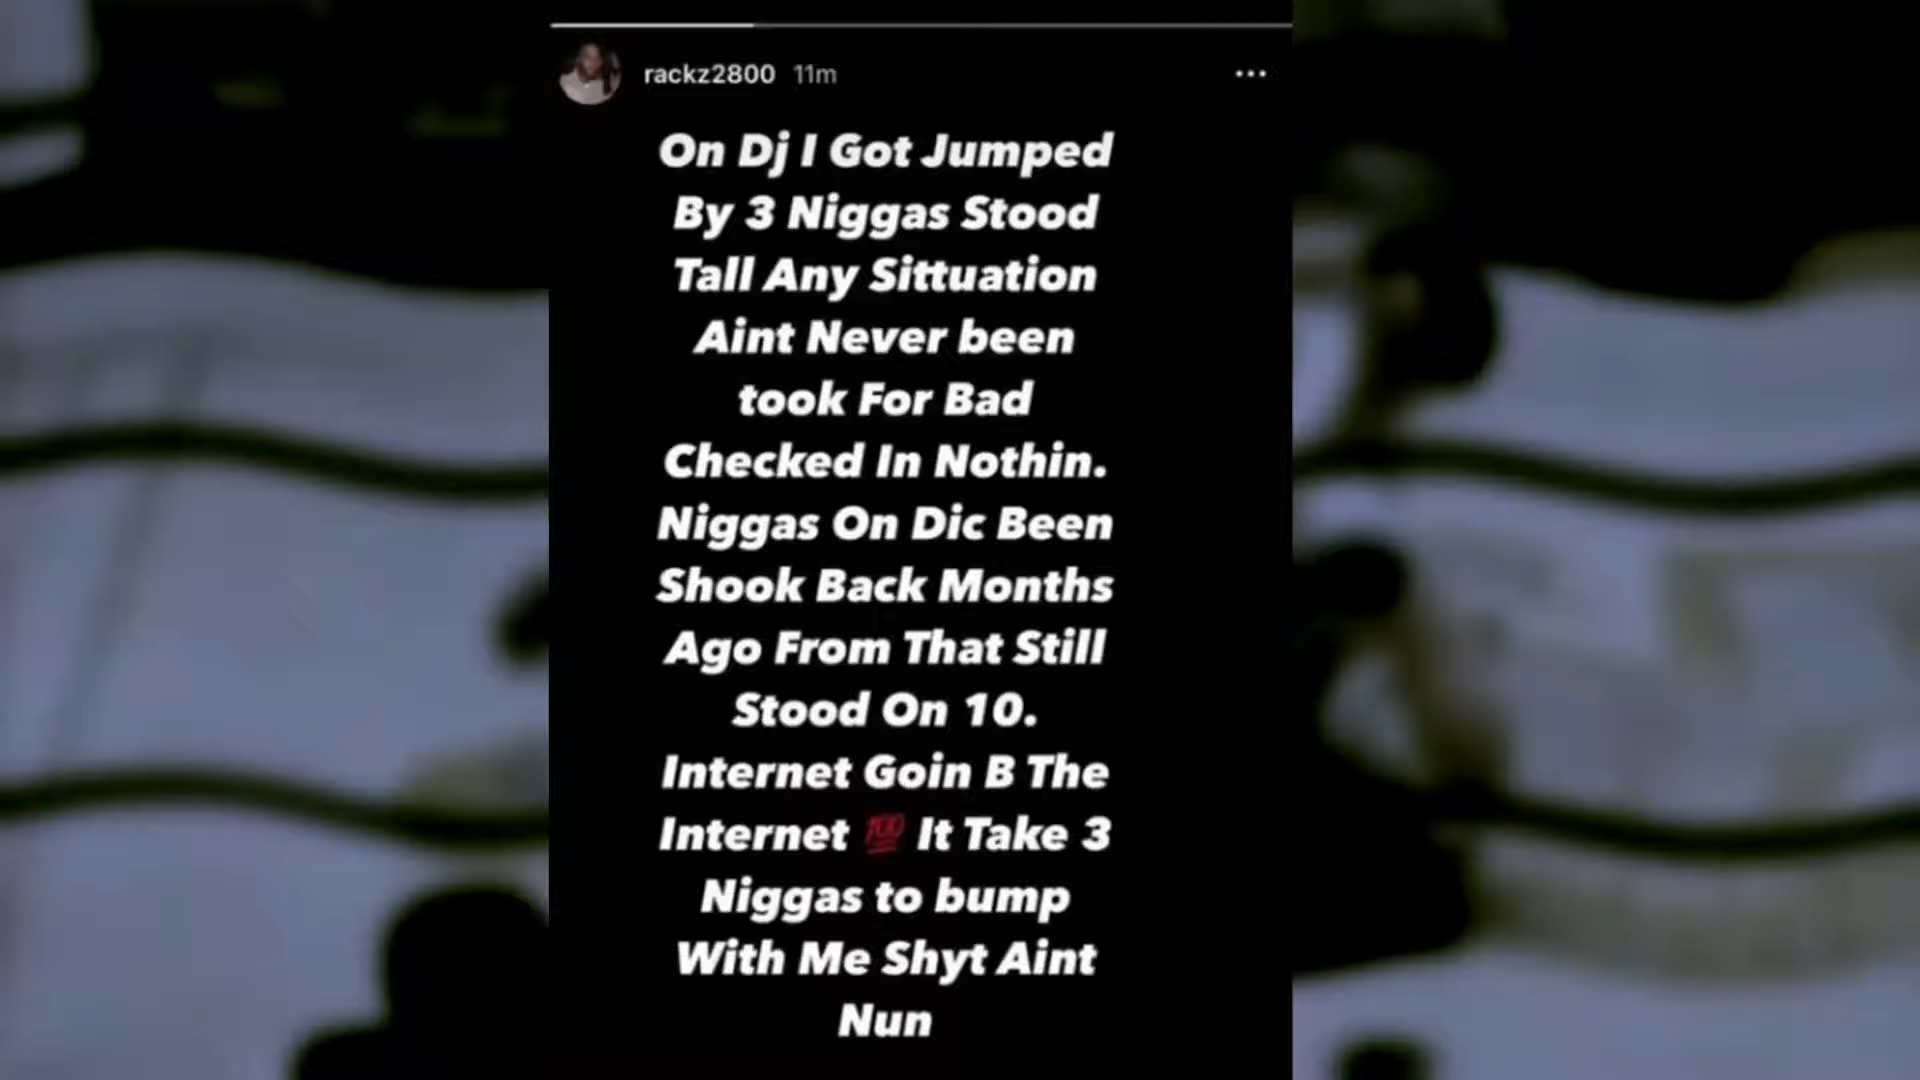 rackz2800 11m
On Dj I Got Jumped
By 3 Niggas Stood
Tall Any Sittuation
Aint Never been
took For Bad
Checked In Nothin.
Niggas On Dic Been
Shook Back Months
Ago From That Still
Stood On 10.
Internet Goin B The
Internet 💯 It Take 3
Niggas to bump
With Me Shyt Aint
Nun